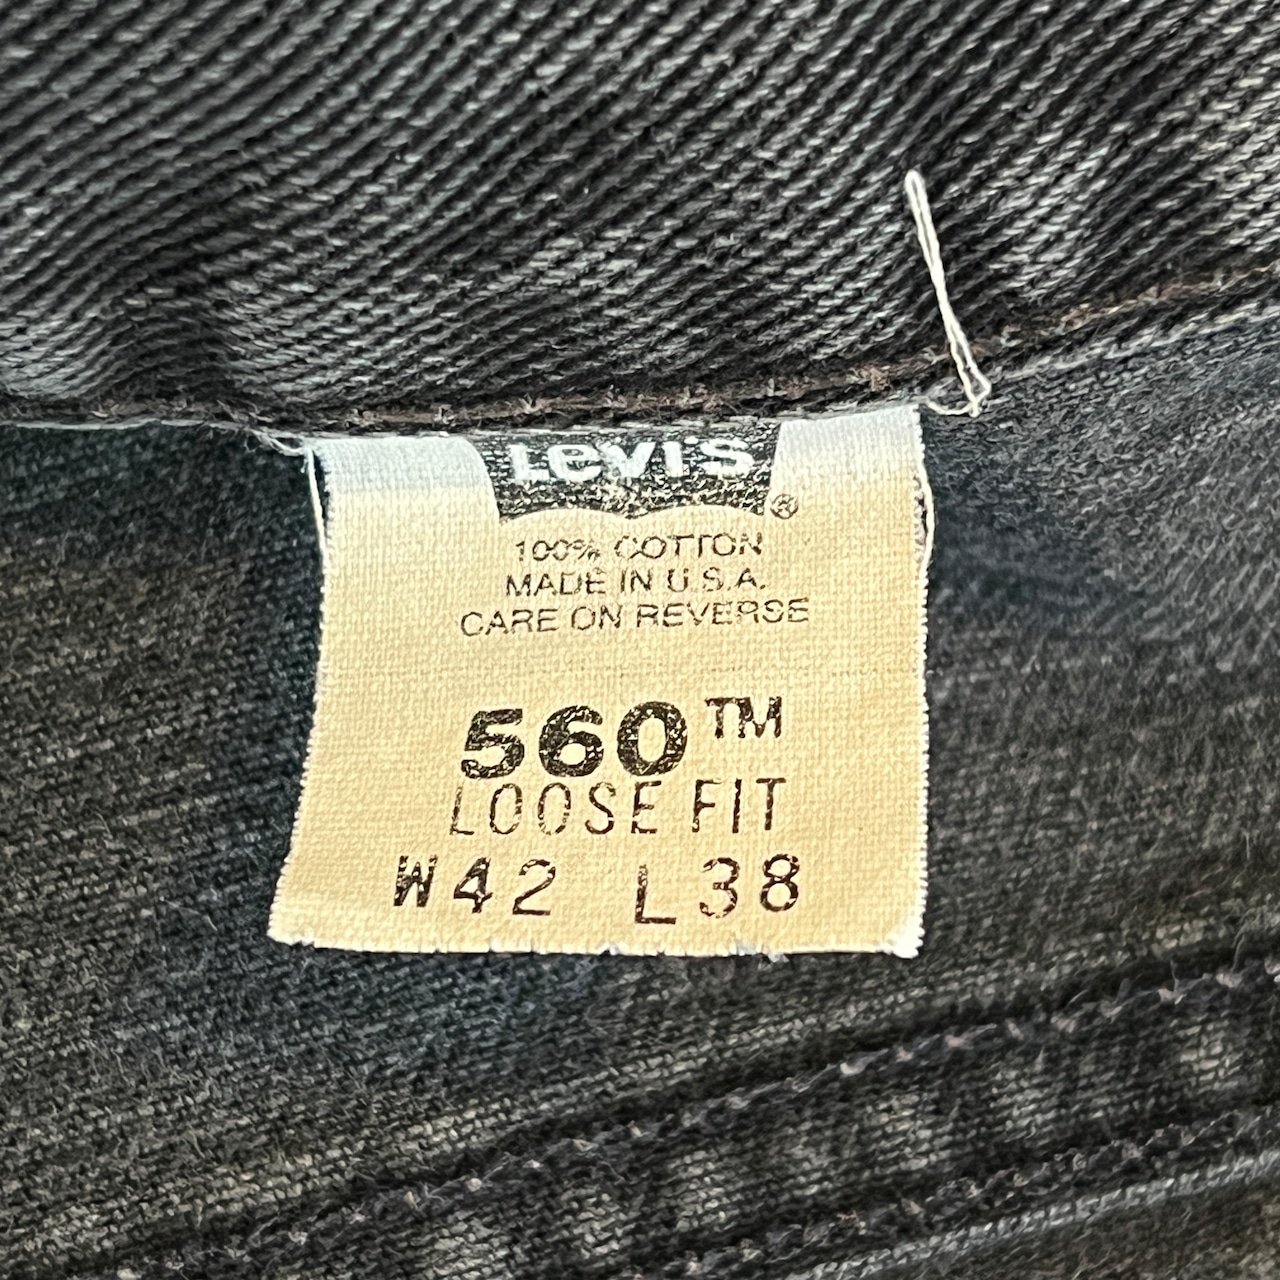 Levi's
®
100% COTTON
MADE IN U.S.A.
CARE ON REVERSE
560™
LOOSE FIT
W42 L38